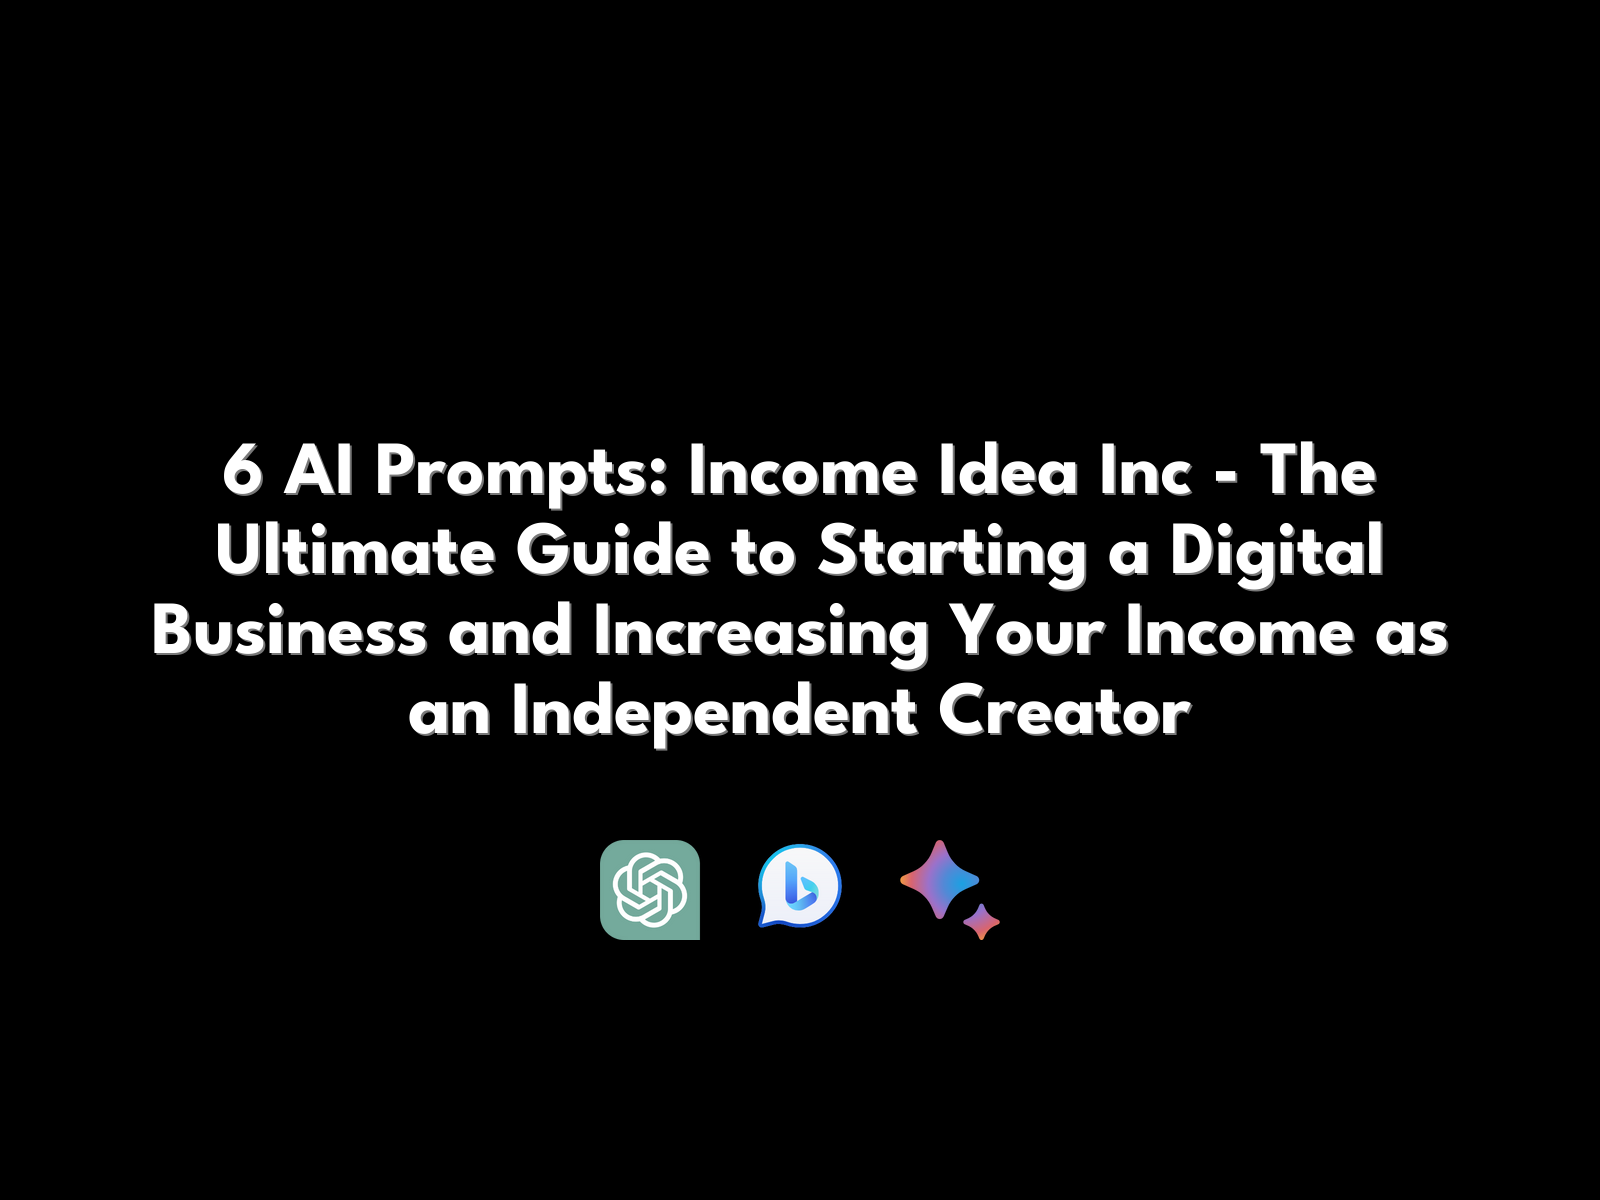 6 AI Prompts: Income Idea Inc - The
Ultimate Guide to Starting a Digital
Business and Increasing Your Income as
an Independent Creator